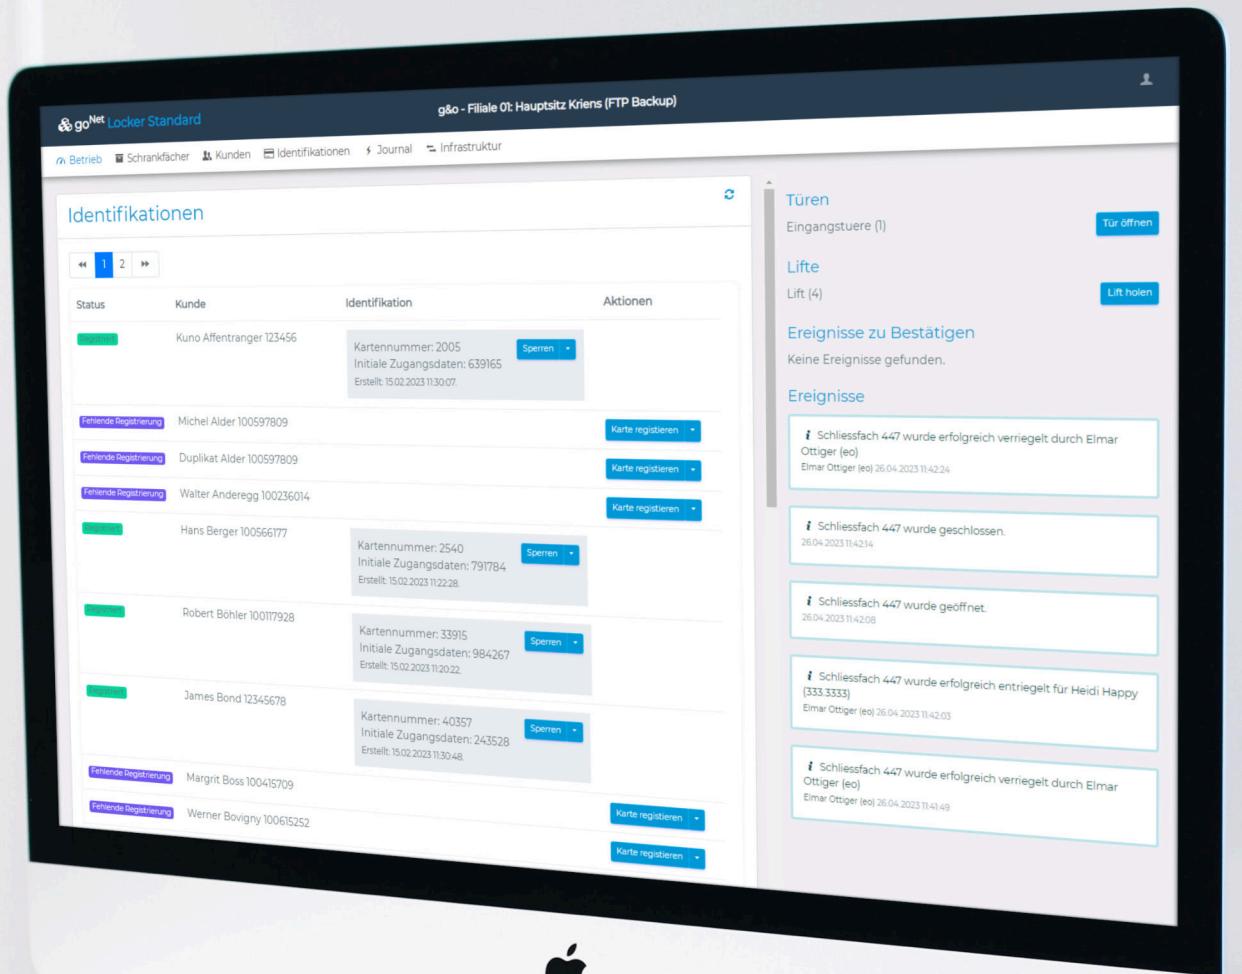 goNet Locker Standard
g&o - Filiale 01: Hauptsitz Kriens (FTP Backup)
Betrieb Schrankfächer Kunden Identifikationen Journal Infrastruktur
Identifikationen
1 2
Status Kunde Identifikation Aktionen
Registriert Kuno Affentranger 123456
Kartennummer: 2005 Sperren
Initiale Zugangsdaten: 639165
Erstellt: 15.02.2023 11:30:07.
Fehlende Registrierung Michel Alder 100597809 Karte registieren
Fehlende Registrierung Duplikat Alder 100597809 Karte registieren
Fehlende Registrierung Walter Anderegg 100236014 Karte registieren
Registriert Hans Berger 100566177
Kartennummer: 2540 Sperren
Initiale Zugangsdaten: 791784
Erstellt: 15.02.2023 11:22:28.
Registriert Robert Böhler 100117928
Kartennummer: 33915 Sperren
Initiale Zugangsdaten: 984267
Erstellt: 15.02.2023 11:20:22.
Registriert James Bond 12345678
Kartennummer: 40357 Sperren
Initiale Zugangsdaten: 243528
Erstellt: 15.02.2023 11:30:48.
Fehlende Registrierung Margrit Boss 100415709 Karte registieren
Fehlende Registrierung Werner Bovigny 100615252 Karte registieren
Türen
Eingangstuere (1) Tür öffnen
Lifte
Lift (4) Lift holen
Ereignisse zu Bestätigen
Keine Ereignisse gefunden.
Ereignisse
Schliessfach 447 wurde erfolgreich verriegelt durch Elmar
Ottiger (eo)
Elmar Ottiger (eo) 26.04.2023 11:42:24
Schliessfach 447 wurde geschlossen.
26.04.2023 11:42:14
Schliessfach 447 wurde geöffnet.
26.04.2023 11:42:08
Schliessfach 447 wurde erfolgreich entriegelt für Heidi Happy
(333.3333)
Elmar Ottiger (eo) 26.04.2023 11:42:03
Schliessfach 447 wurde erfolgreich verriegelt durch Elmar
Ottiger (eo)
Elmar Ottiger (eo) 26.04.2023 11:41:49